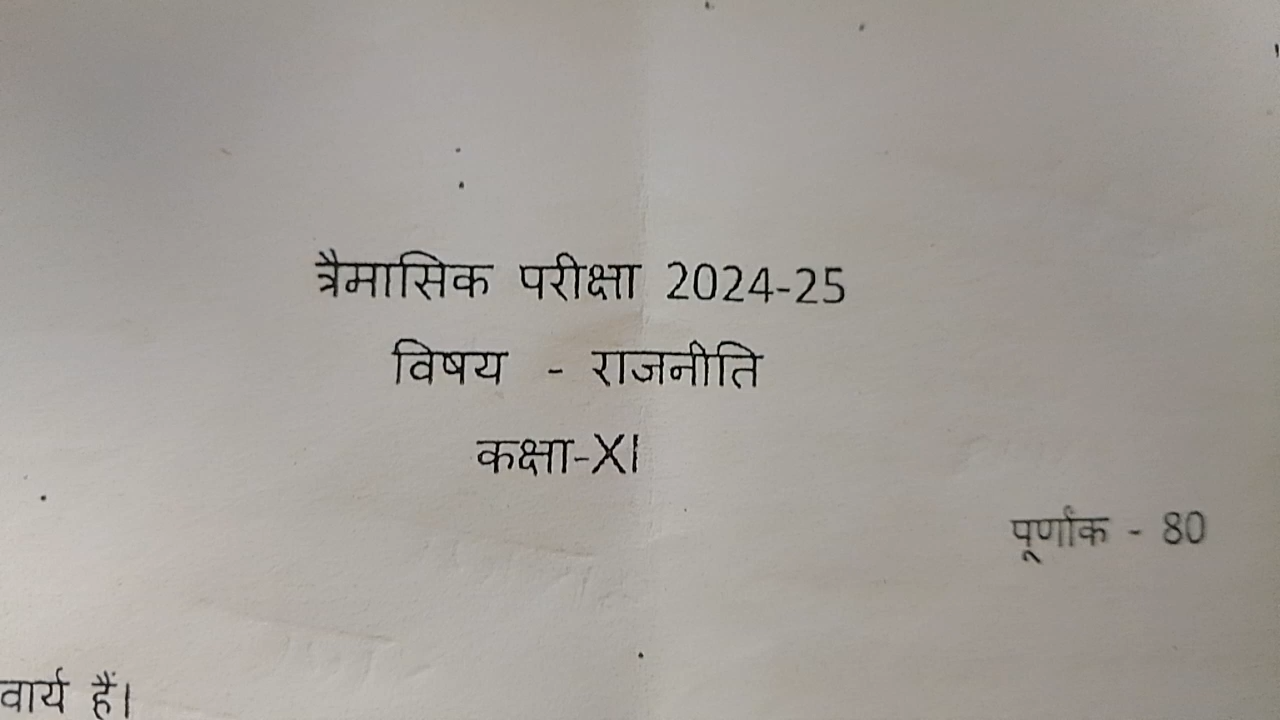 त्रैमासिक परीक्षा 2024-25
विषय - राजनीति
कक्षा-XI
पूर्णांक - 80
वार्य हैं।